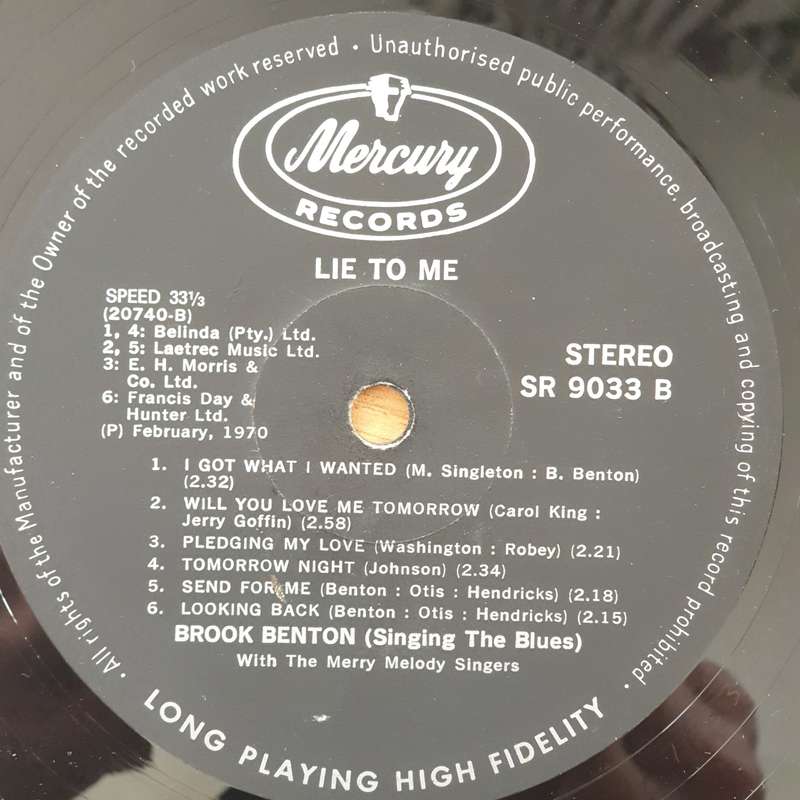 · All rights of the Manufacturer and of the Owner of the recorded work reserved · Unauthorised public performance, broadcasting and copying of this record prohibited ·
Mercury
RECORDS
LIE TO ME
SPEED 33⅓
(20740-B)
1, 4: Belinda (Pty.) Ltd.
2, 5: Laetrec Music Ltd.
3: E. H. Morris &
Co. Ltd.
6: Francis Day &
Hunter Ltd.
(P) February, 1970
STEREO
SR 9033 B
1. I GOT WHAT I WANTED (M. Singleton : B. Benton)
(2.32)
2. WILL YOU LOVE ME TOMORROW (Carol King :
Jerry Goffin) (2.58)
3. PLEDGING MY LOVE (Washington : Robey) (2.21)
4. TOMORROW NIGHT (Johnson) (2.34)
5. SEND FOR ME (Benton : Otis : Hendricks) (2.18)
6. LOOKING BACK (Benton : Otis : Hendricks) (2.15)
BROOK BENTON (Singing The Blues)
With The Merry Melody Singers
LONG PLAYING HIGH FIDELITY